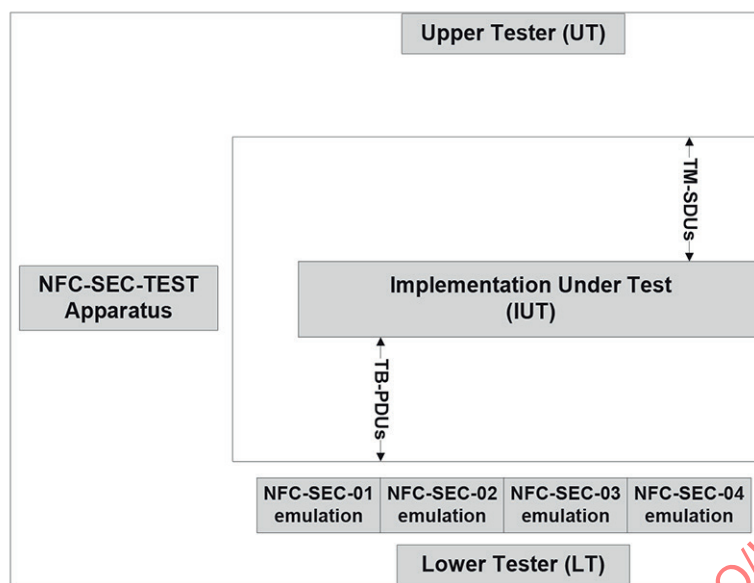 Upper Tester (UT)
TM-SDUs
NFC-SEC-TEST
Apparatus
Implementation Under Test
(IUT)
TB-PDUs
NFC-SEC-01
emulation
NFC-SEC-02
emulation
NFC-SEC-03
emulation
NFC-SEC-04
emulation
Lower Tester (LT)